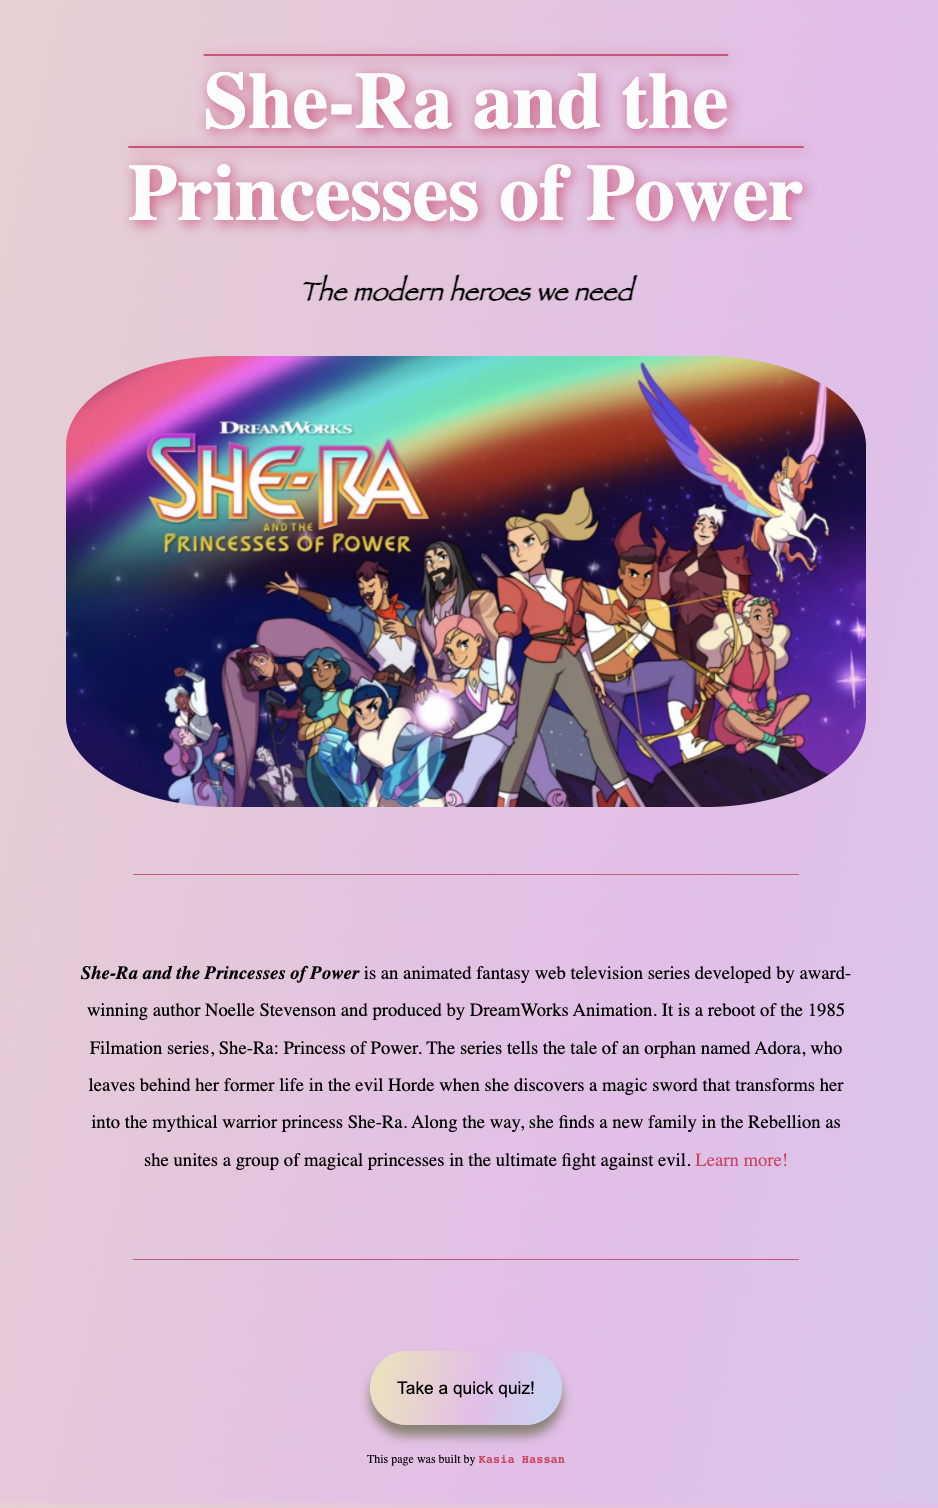 She-Ra and the
Princesses of Power
The modern heroes we need
DREAMWORKS
SHE-RA
AND THE
PRINCESSES OF POWER
She-Ra and the Princesses of Power is an animated fantasy web television series developed by award-
winning author Noelle Stevenson and produced by DreamWorks Animation. It is a reboot of the 1985
Filmation series, She-Ra: Princess of Power. The series tells the tale of an orphan named Adora, who
leaves behind her former life in the evil Horde when she discovers a magic sword that transforms her
into the mythical warrior princess She-Ra. Along the way, she finds a new family in the Rebellion as
she unites a group of magical princesses in the ultimate fight against evil. Learn more!
Take a quick quiz!
This page was built by Kasia Hassan